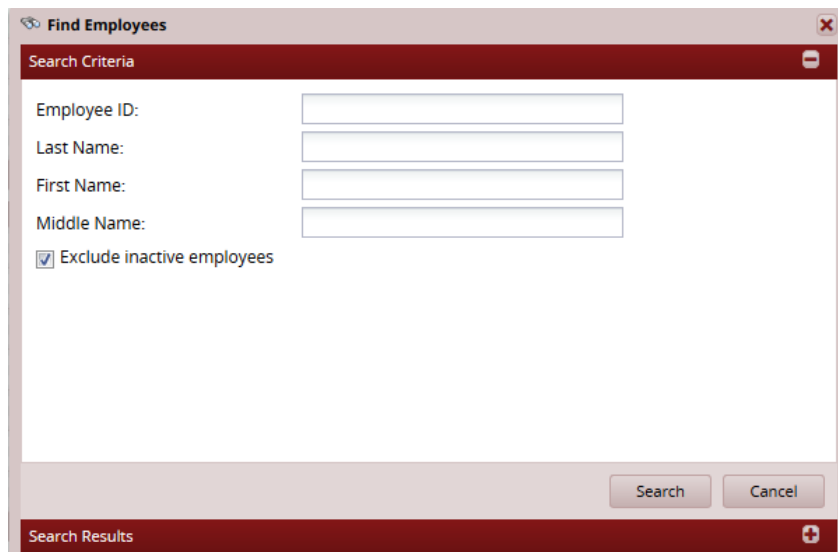 Find Employees
Search Criteria
Employee ID:
Last Name:
First Name:
Middle Name:
Exclude inactive employees
Search Cancel
Search Results